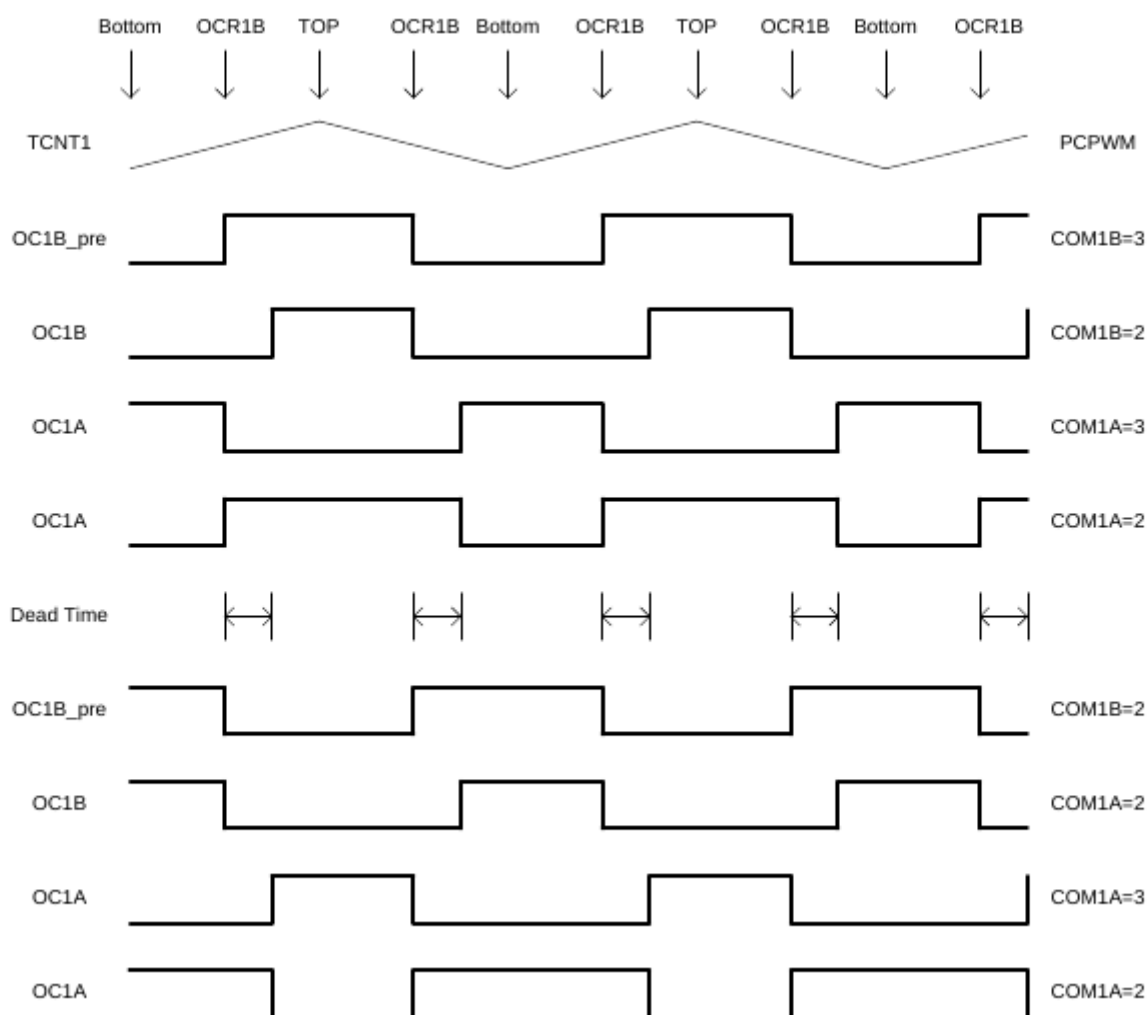 Bottom OCR1B TOP OCR1B Bottom OCR1B TOP OCR1B Bottom OCR1B
TCNT1 PCPWM
OC1B_pre COM1B=3
OC1B COM1B=2
OC1A COM1A=3
OC1A COM1A=2
Dead Time
OC1B_pre COM1B=2
OC1B COM1A=2
OC1A COM1A=3
OC1A COM1A=2